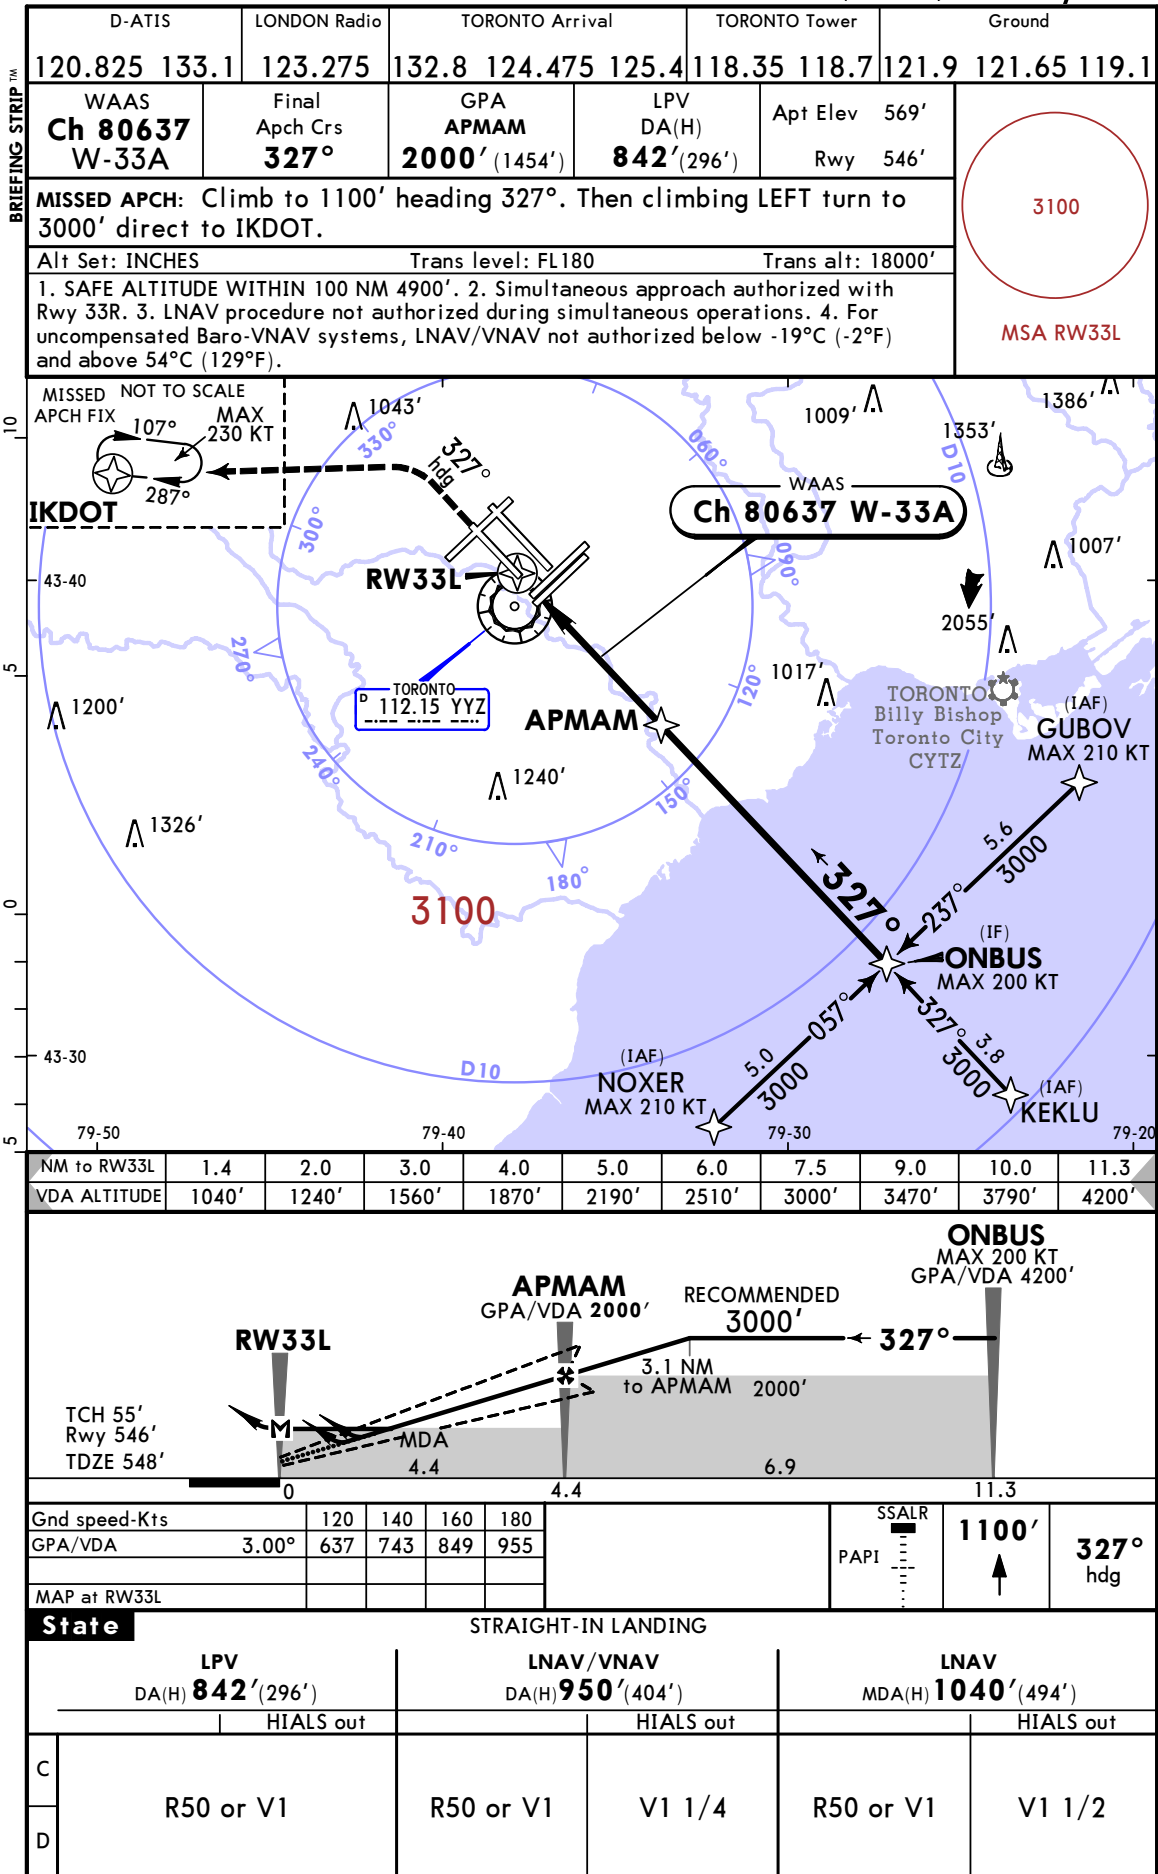 D-ATIS LONDON Radio TORONTO Arrival TORONTO Tower Ground
120.825 133.1 123.275 132.8 124.475 125.4 118.35 118.7 121.9 121.65 119.1
BRIEFING STRIP TM
WAAS
Ch 80637
W-33A
Final
Apch Crs
327°
GPA
APMAM
2000' (1454')
LPV
DA(H)
842'(296')
Apt Elev 569'
Rwy 546'
MISSED APCH: Climb to 1100' heading 327°. Then climbing LEFT turn to
3000' direct to IKDOT.
Alt Set: INCHES Trans level: FL180 Trans alt: 18000'
1. SAFE ALTITUDE WITHIN 100 NM 4900'. 2. Simultaneous approach authorized with
Rwy 33R. 3. LNAV procedure not authorized during simultaneous operations. 4. For
uncompensated Baro-VNAV systems, LNAV/VNAV not authorized below -19°C (-2°F)
and above 54°C (129°F).
3100
MSA RW33L
MISSED
APCH FIX
NOT TO SCALE
107°
MAX
230 KT
287°
IKDOT
1043'
330°
327°
hdg
060°
1009'
1386'
1353'
D10
WAAS
Ch 80637 W-33A
300°
090°
1007'
10
43-40
RW33L
2055'
270°
5
TORONTO
D 112.15 YYZ
1017'
120°
TORONTO
Billy Bishop
Toronto City
CYTZ
(IAF)
GUBOV
MAX 210 KT
1200'
APMAM
240°
1240'
150°
1326'
210°
180°
5.6
3000
237°
327°
0
3100
(IF)
ONBUS
MAX 200 KT
057°
327°
43-30
D10
(IAF)
NOXER
MAX 210 KT
5.0
3000
3.8
3000
(IAF)
KEKLU
5
79-50 79-40 79-30 79-20
NM to RW33L 1.4 2.0 3.0 4.0 5.0 6.0 7.5 9.0 10.0 11.3
VDA ALTITUDE 1040' 1240' 1560' 1870' 2190' 2510' 3000' 3470' 3790' 4200'
ONBUS
MAX 200 KT
GPA/VDA 4200'
APMAM
GPA/VDA 2000'
RECOMMENDED
3000'
327°
RW33L
3.1 NM
to APMAM
2000'
TCH 55'
Rwy 546'
TDZE 548'
M
MDA
4.4 6.9
0 4.4 11.3
Gnd speed-Kts 120 140 160 180
GPA/VDA 3.00° 637 743 849 955
MAP at RW33L
SSALR
PAPI
1100'
327°
hdg
State
STRAIGHT-IN LANDING
LPV LNAV/VNAV LNAV
DA(H) 842'(296') DA(H) 950'(404') MDA(H) 1040'(494')
HIALS out HIALS out HIALS out
C
D
R50 or V1 R50 or V1 V1 1/4 R50 or V1 V1 1/2